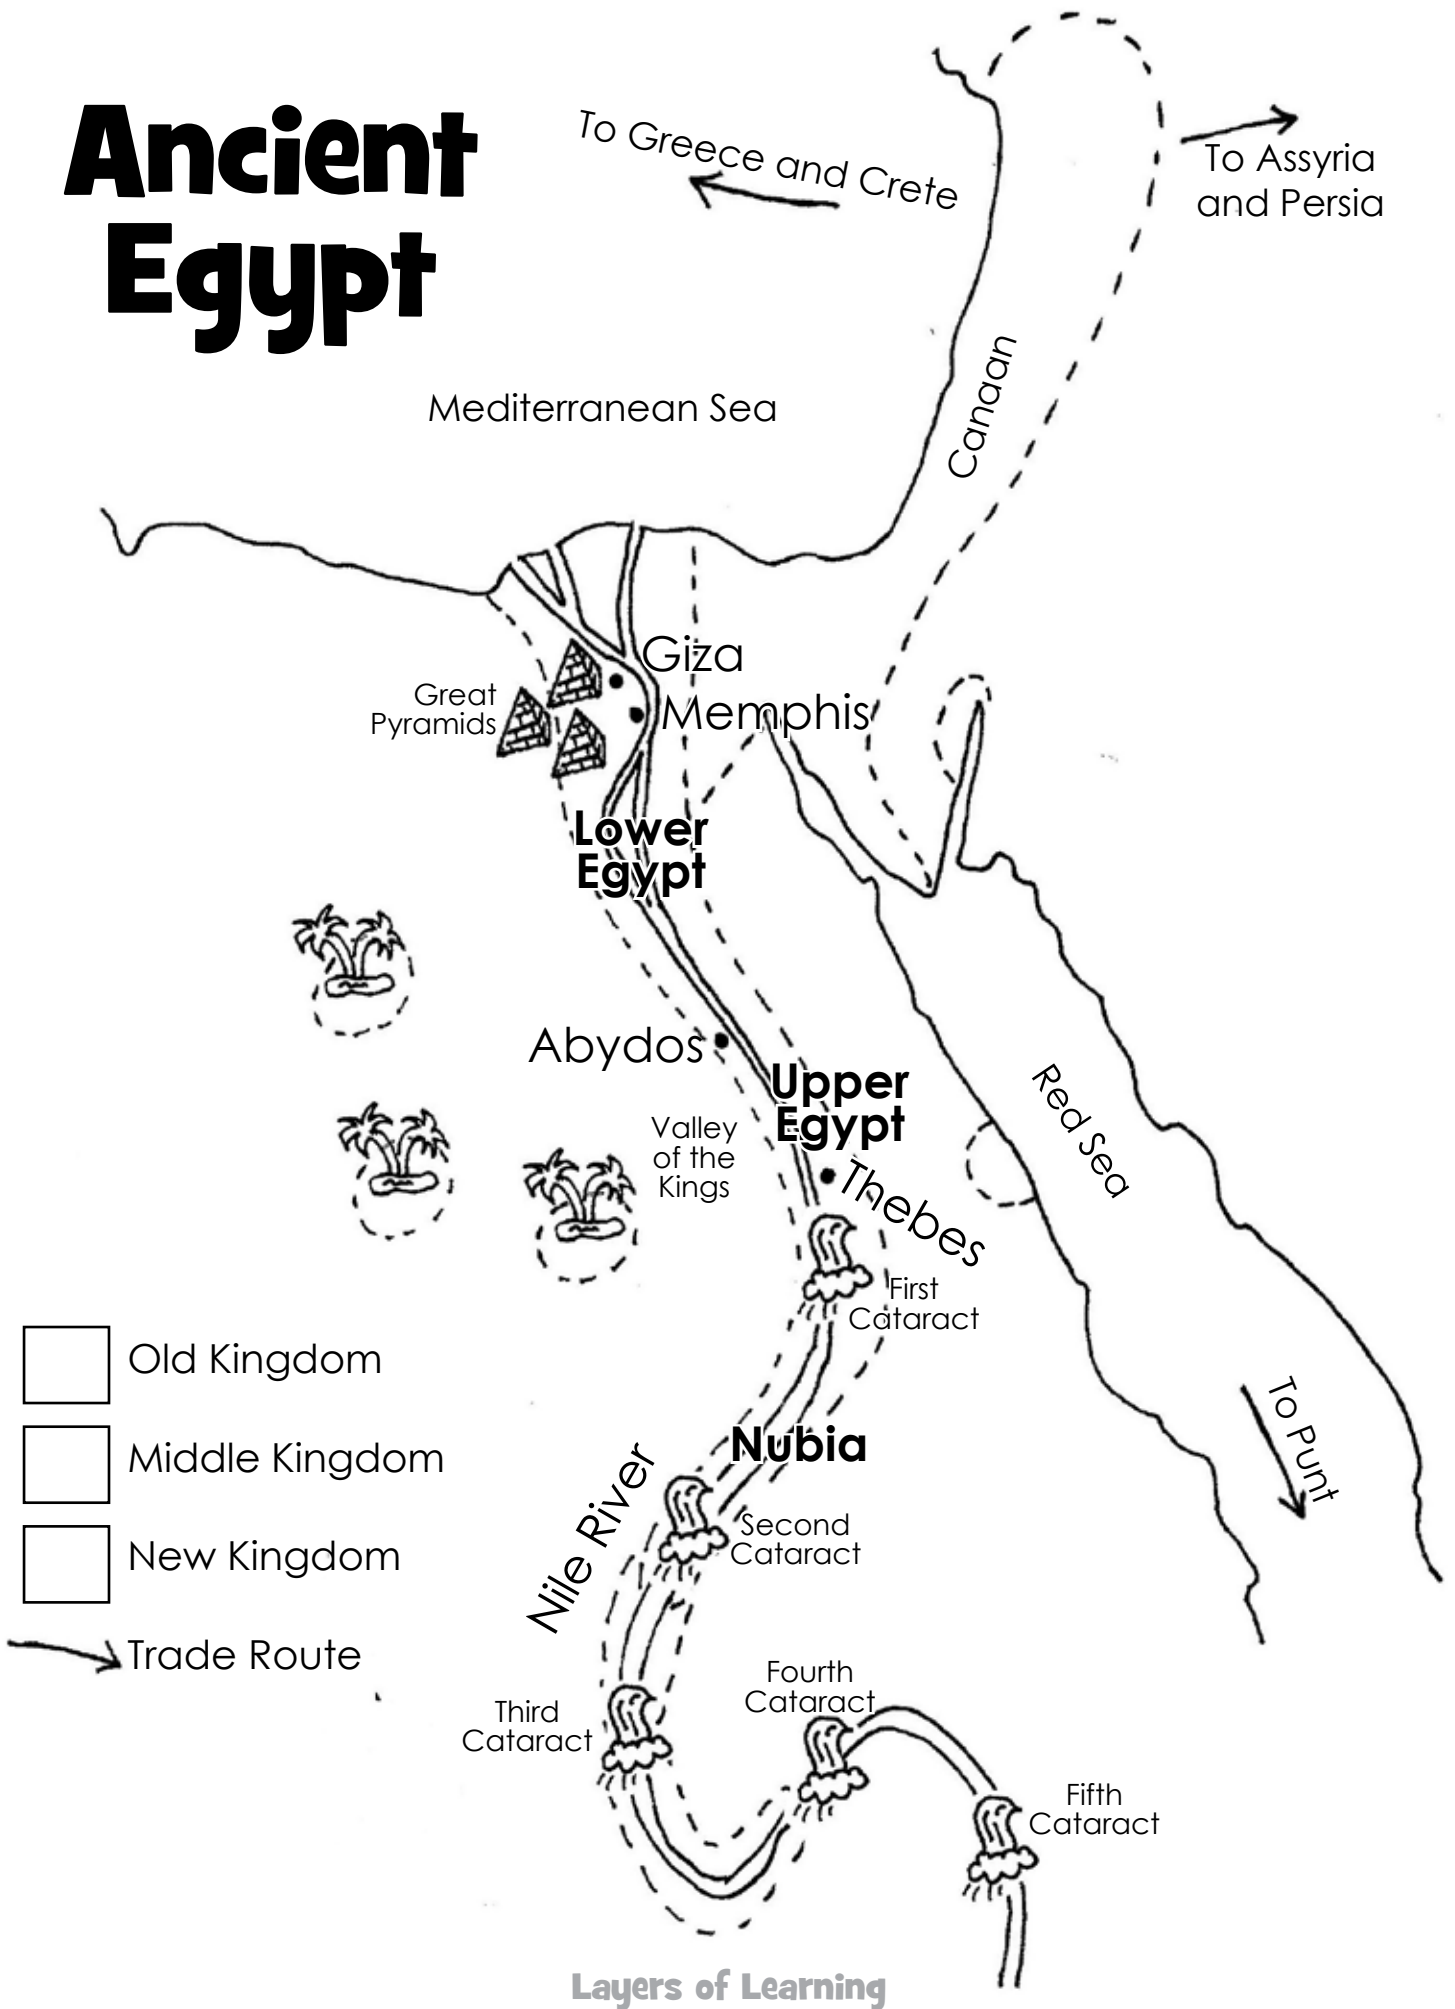 Ancient
Egypt
To Greece and Crete
To Assyria
and Persia
Mediterranean Sea
Canaan
Giza
Great
Pyramids
Memphis
Lower
Egypt
Abydos
Upper
Egypt
Valley
of the
Kings
Thebes
Red Sea
First
Cataract
Old Kingdom
Middle Kingdom
New Kingdom
Trade Route
To Punt
Nubia
Nile River
Second
Cataract
Third
Cataract
Fourth
Cataract
Fifth
Cataract
Layers of Learning